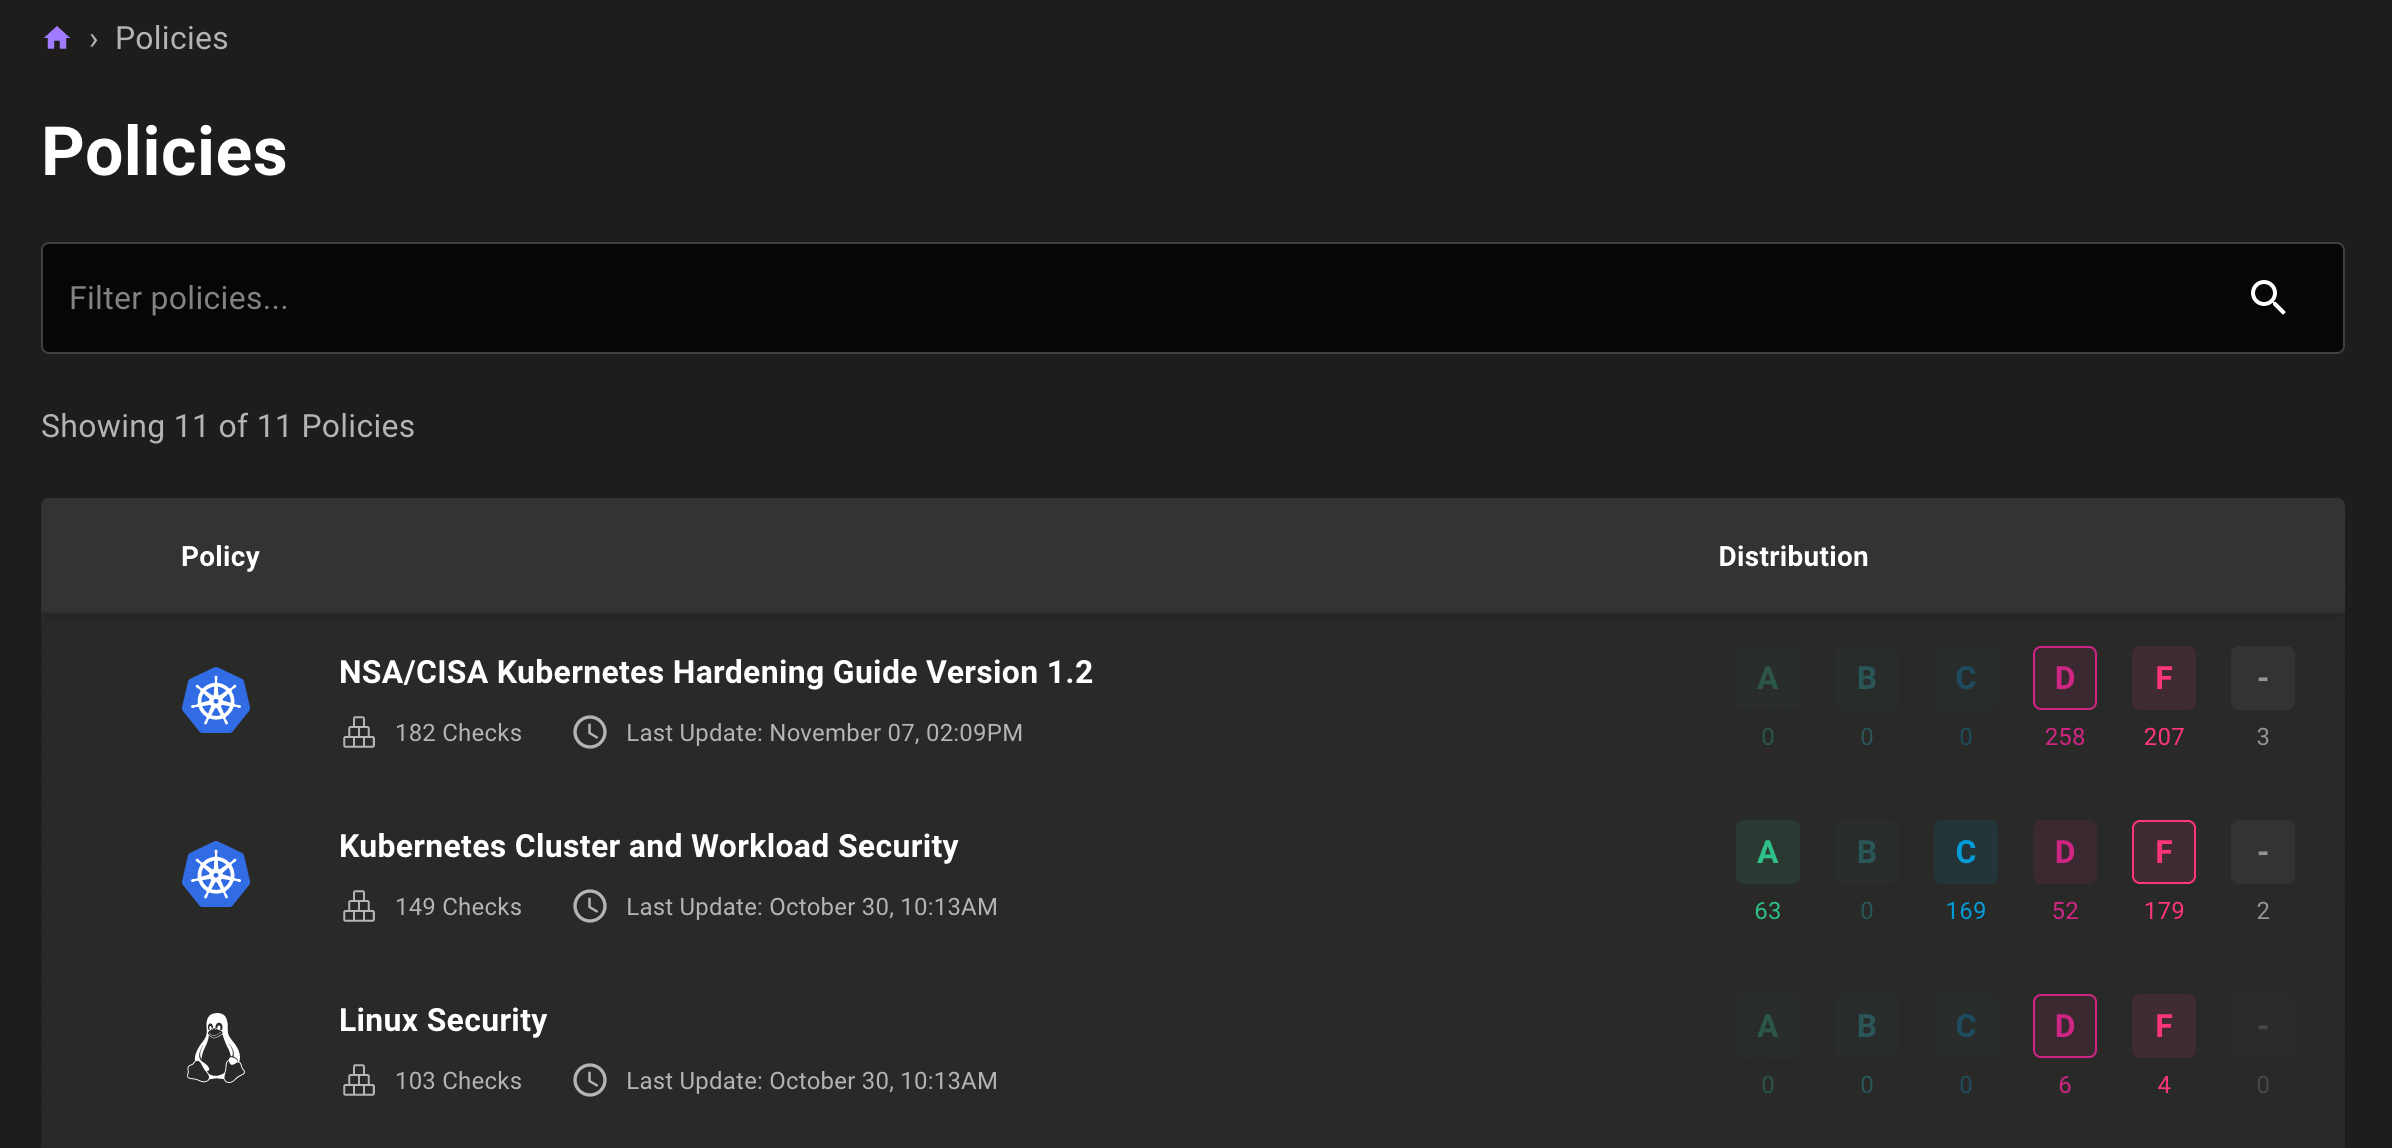 › Policies
Policies
Filter policies...
Showing 11 of 11 Policies
Policy Distribution
NSA/CISA Kubernetes Hardening Guide Version 1.2
182 Checks Last Update: November 07, 02:09PM
A B C D F -
0 0 0 258 207 3
Kubernetes Cluster and Workload Security
149 Checks Last Update: October 30, 10:13AM
A B C D F -
63 0 169 52 179 2
Linux Security
103 Checks Last Update: October 30, 10:13AM
A B C D F -
0 0 0 6 4 0